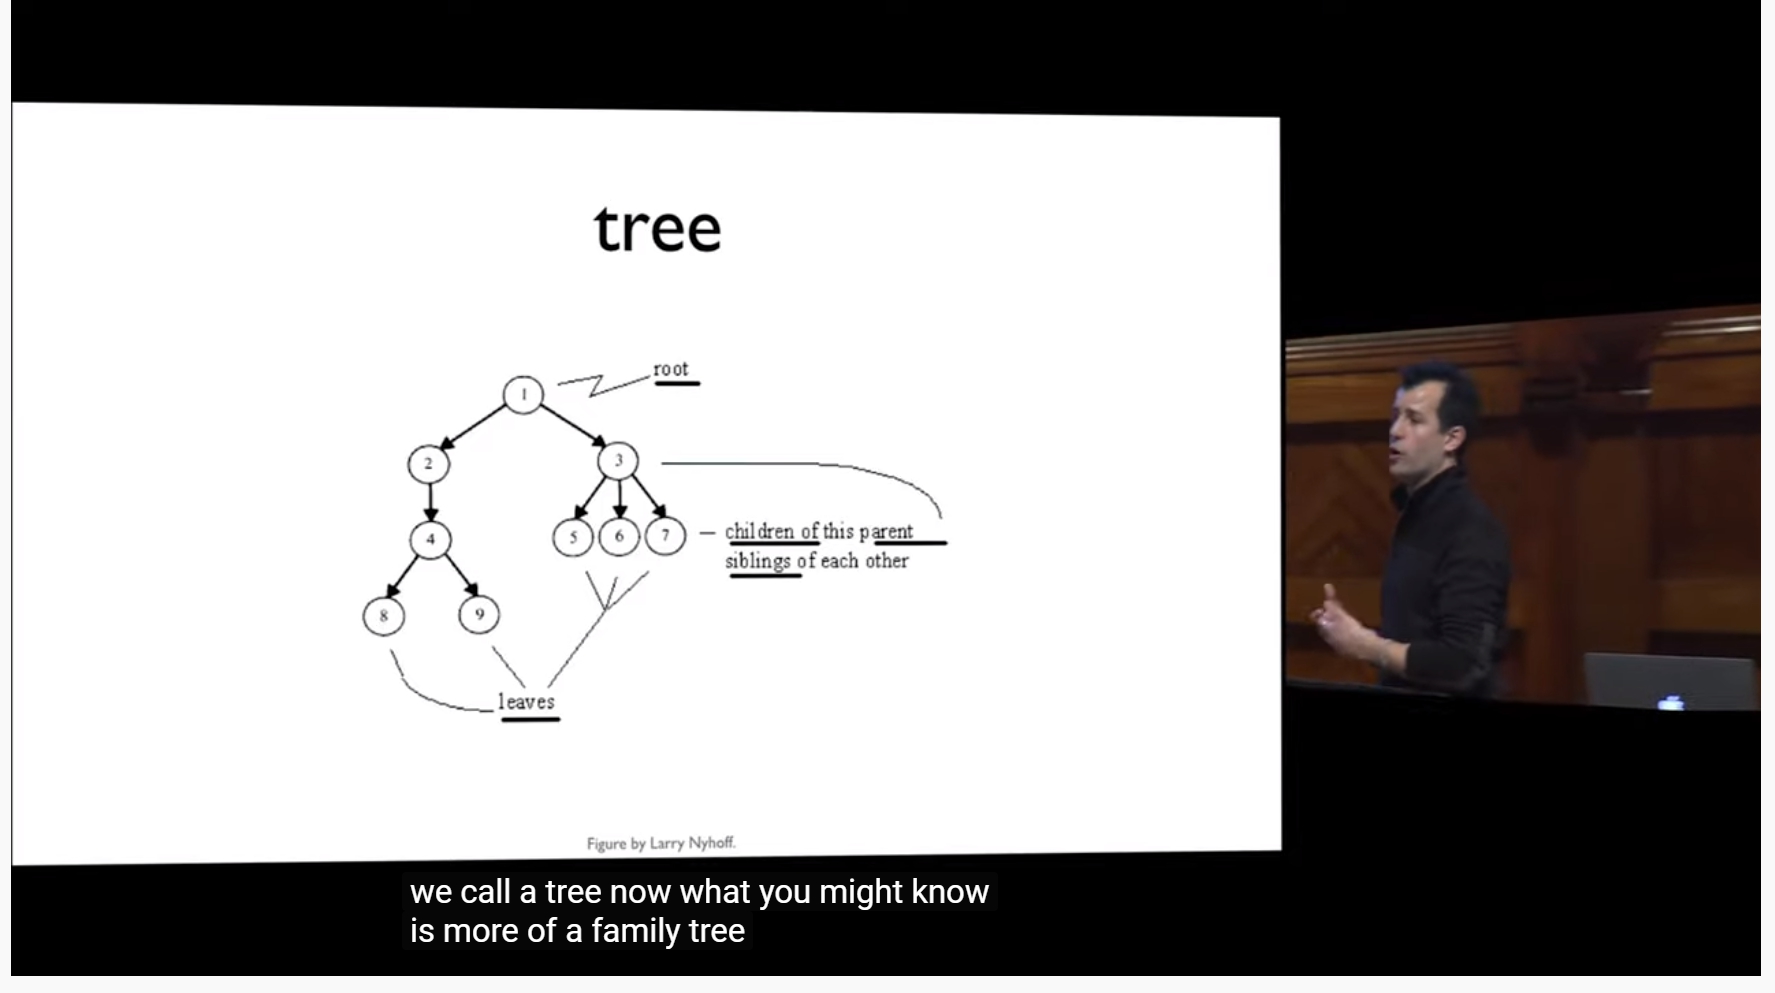 tree
root
1
2
3
4
5
6
7
children of this parent
siblings of each other
8
9
leaves
Figure by Larry Nyhoff.
we call a tree now what you might know
is more of a family tree